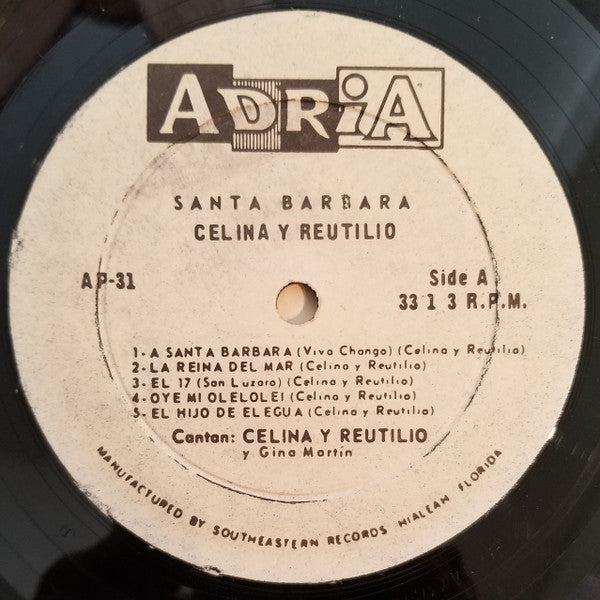 ADRiA
SANTA BARBARA
CELINA Y REUTILIO
AP-31
Side A
33 1 3 R.P.M.
1- A SANTA BARBARA (Viva Chango) (Celina y Reutilio)
2- LA REINA DEL MAR (Celina y Reutilio)
3- EL 17 (San Luzaro) (Celina y Reutilio)
4- OYE MI OLELOLEI (Celina y Reutilio)
5- EL HIJO DE ELEGUA (Celina y Reutilio)
Cantan: CELINA Y REUTILIO
y Gina Martín
MANUFACTURED BY SOUTHEASTERN RECORDS HIALEAH FLORIDA